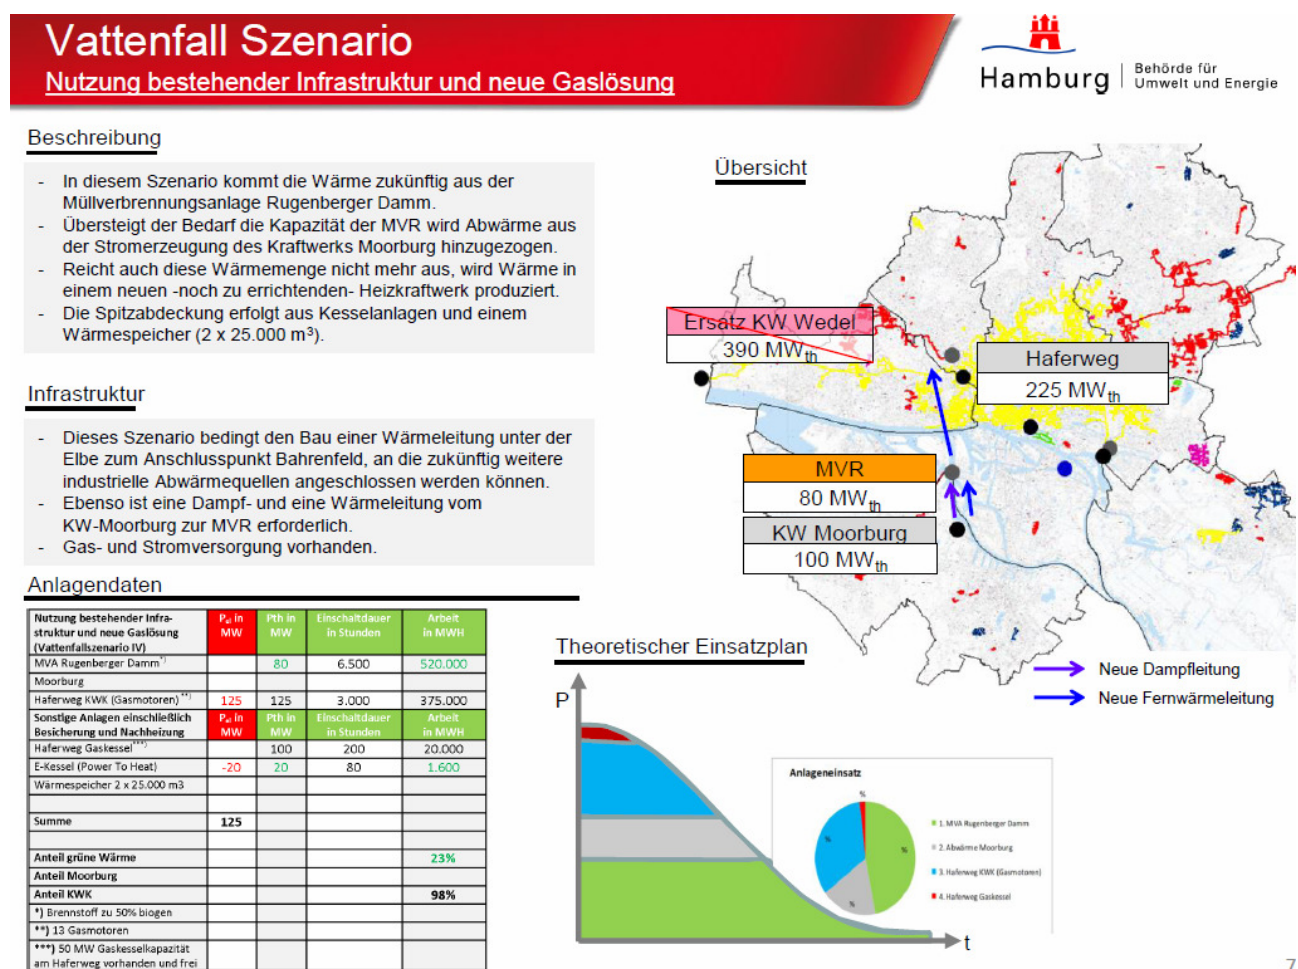 Vattenfall Szenario
Nutzung bestehender Infrastruktur und neue Gaslösung
Hamburg
Behörde für
Umwelt und Energie
Beschreibung
- In diesem Szenario kommt die Wärme zukünftig aus der
Müllverbrennungsanlage Rugenberger Damm.
- Übersteigt der Bedarf die Kapazität der MVR wird Abwärme aus
der Stromerzeugung des Kraftwerks Moorburg hinzugezogen.
- Reicht auch diese Wärmemenge nicht mehr aus, wird Wärme in
einem neuen -noch zu errichtenden- Heizkraftwerk produziert.
- Die Spitzabdeckung erfolgt aus Kesselanlagen und einem
Wärmespeicher (2 x 25.000 m³).
Infrastruktur
- Dieses Szenario bedingt den Bau einer Wärmeleitung unter der
Elbe zum Anschlusspunkt Bahrenfeld, an die zukünftig weitere
industrielle Abwärmequellen angeschlossen werden können.
- Ebenso ist eine Dampf- und eine Wärmeleitung vom
KW-Moorburg zur MVR erforderlich.
- Gas- und Stromversorgung vorhanden.
Übersicht
Ersatz KW Wedel
390 MWth
Haferweg
225 MWth
MVR
80 MWth
KW Moorburg
100 MWth
Neue Dampfleitung
Neue Fernwärmeleitung
Anlagendaten
Nutzung bestehender Infra-
struktur und neue Gaslösung
(Vattenfallszenario IV)
Pel in MW
Pth in MW
Einschaltdauer in Stunden
Arbeit in MWH
MVA Rugenberger Damm*) 80 6.500 520.000
Moorburg
Haferweg KWK (Gasmotoren) **) 125 125 3.000 375.000
Sonstige Anlagen einschließlich
Besicherung und Nachheizung
Pel in MW
Pth in MW
Einschaltdauer in Stunden
Arbeit in MWH
Haferweg Gaskessel***) 100 200 20.000
E-Kessel (Power To Heat) -20 20 80 1.600
Wärmespeicher 2 x 25.000 m3
Summe 125
Anteil grüne Wärme 23%
Anteil Moorburg
Anteil KWK 98%
*) Brennstoff zu 50% biogen
**) 13 Gasmotoren
***) 50 MW Gaskesselkapazität
am Haferweg vorhanden und frei
Theoretischer Einsatzplan
P
t
Anlageneinsatz
%
%
%
%
1. MVA Rugenberger Damm
2. Abwärme Moorburg
3. Haferweg KWK (Gasmotoren)
4. Haferweg Gaskessel
7